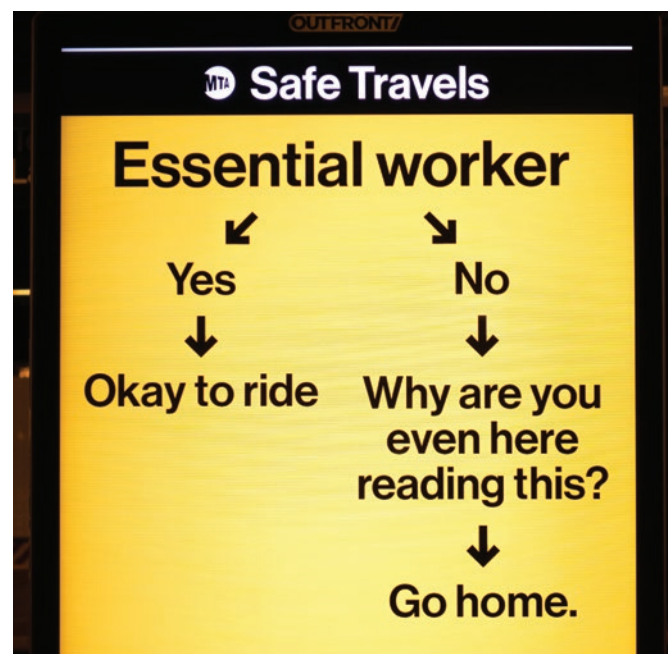 OUTFRONT/
MTA Safe Travels
Essential worker
Yes
No
Okay to ride
Why are you
even here
reading this?
Go home.